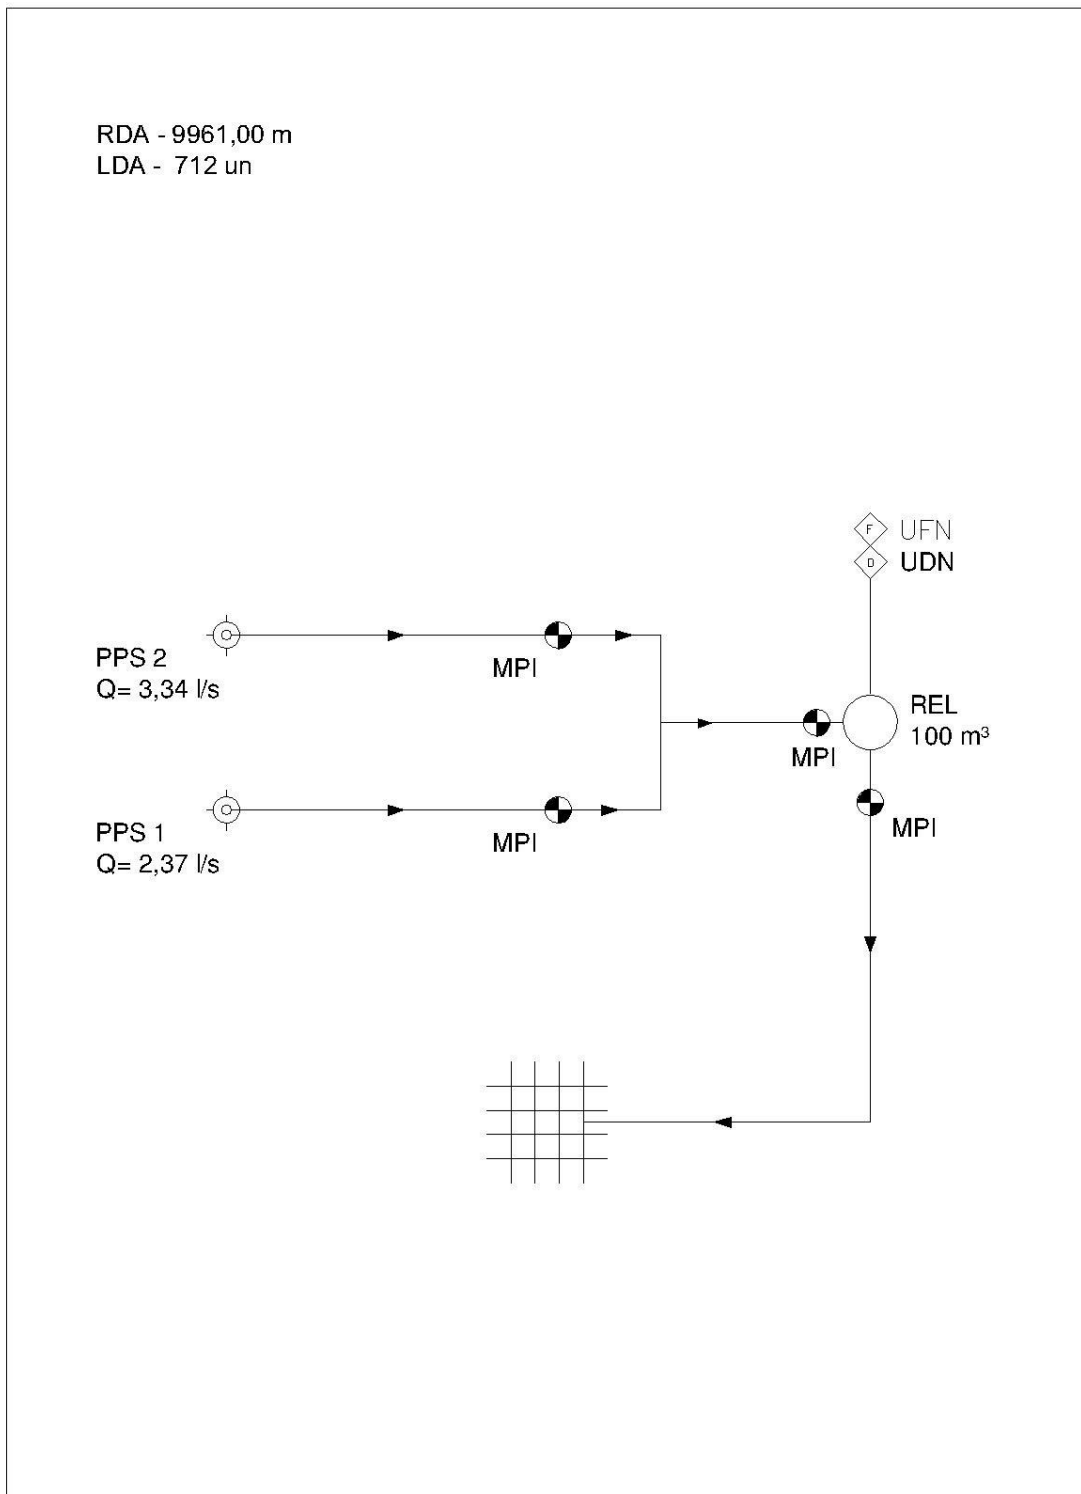 RDA - 9961,00 m
LDA - 712 un
F UFN
D UDN
PPS 2
Q= 3,34 l/s
MPI
REL
100 m³
MPI
PPS 1
Q= 2,37 l/s
MPI
MPI